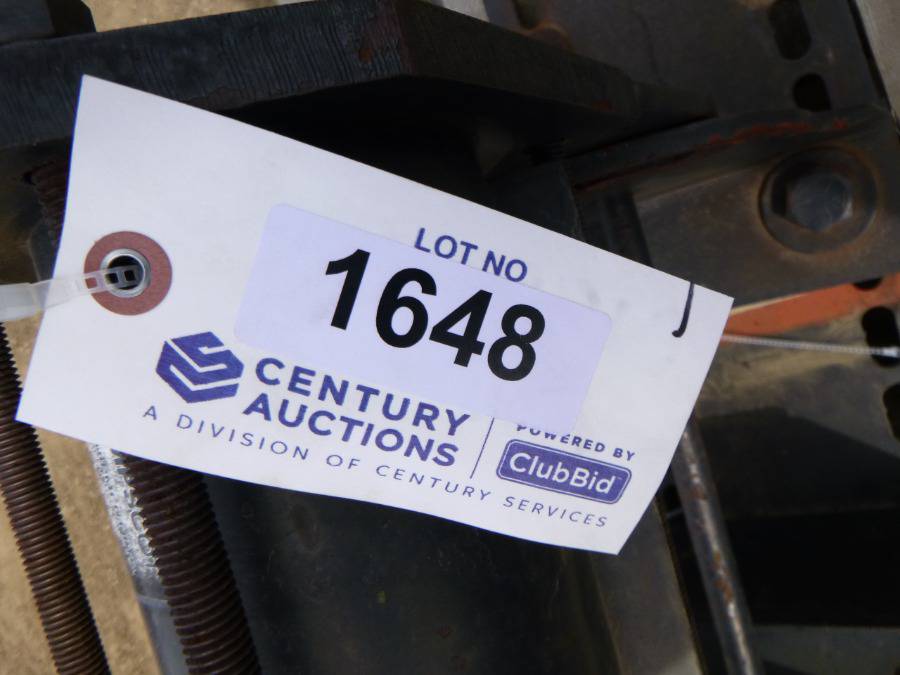 LOT NO
1648
CENTURY
AUCTIONS
A DIVISION OF CENTURY SERVICES
POWERED BY
ClubBid